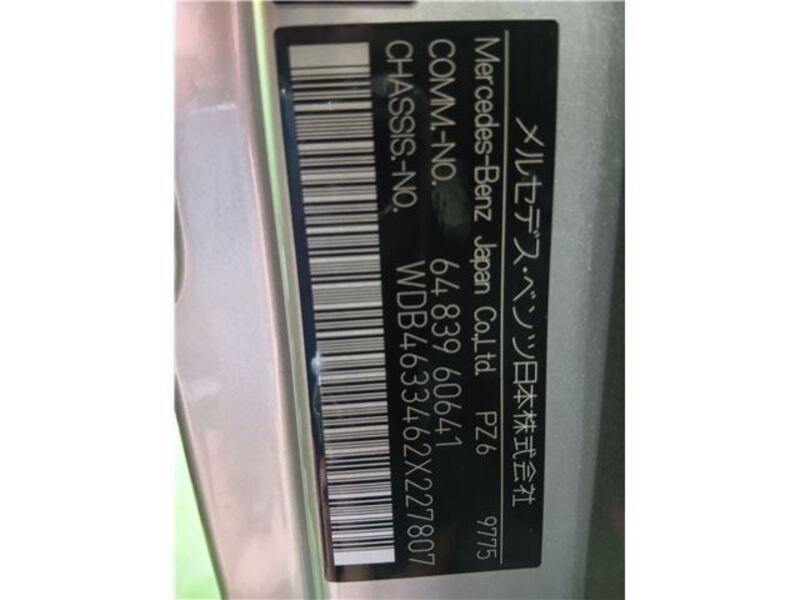 メルセデス・ベンツ日本株式会社
Mercedes-Benz Japan Co,Ltd PZ6 9775
COMM.-NO. 64 839 60641
CHASSIS.-NO. WDB4633462X227807